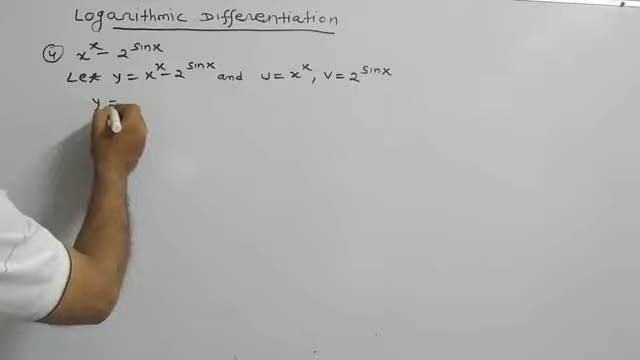 Logarithmic Differentiation
④ x^x - 2^sinx
Let y = x^x - 2^sinx and u = x^x, v = 2^sinx
y =